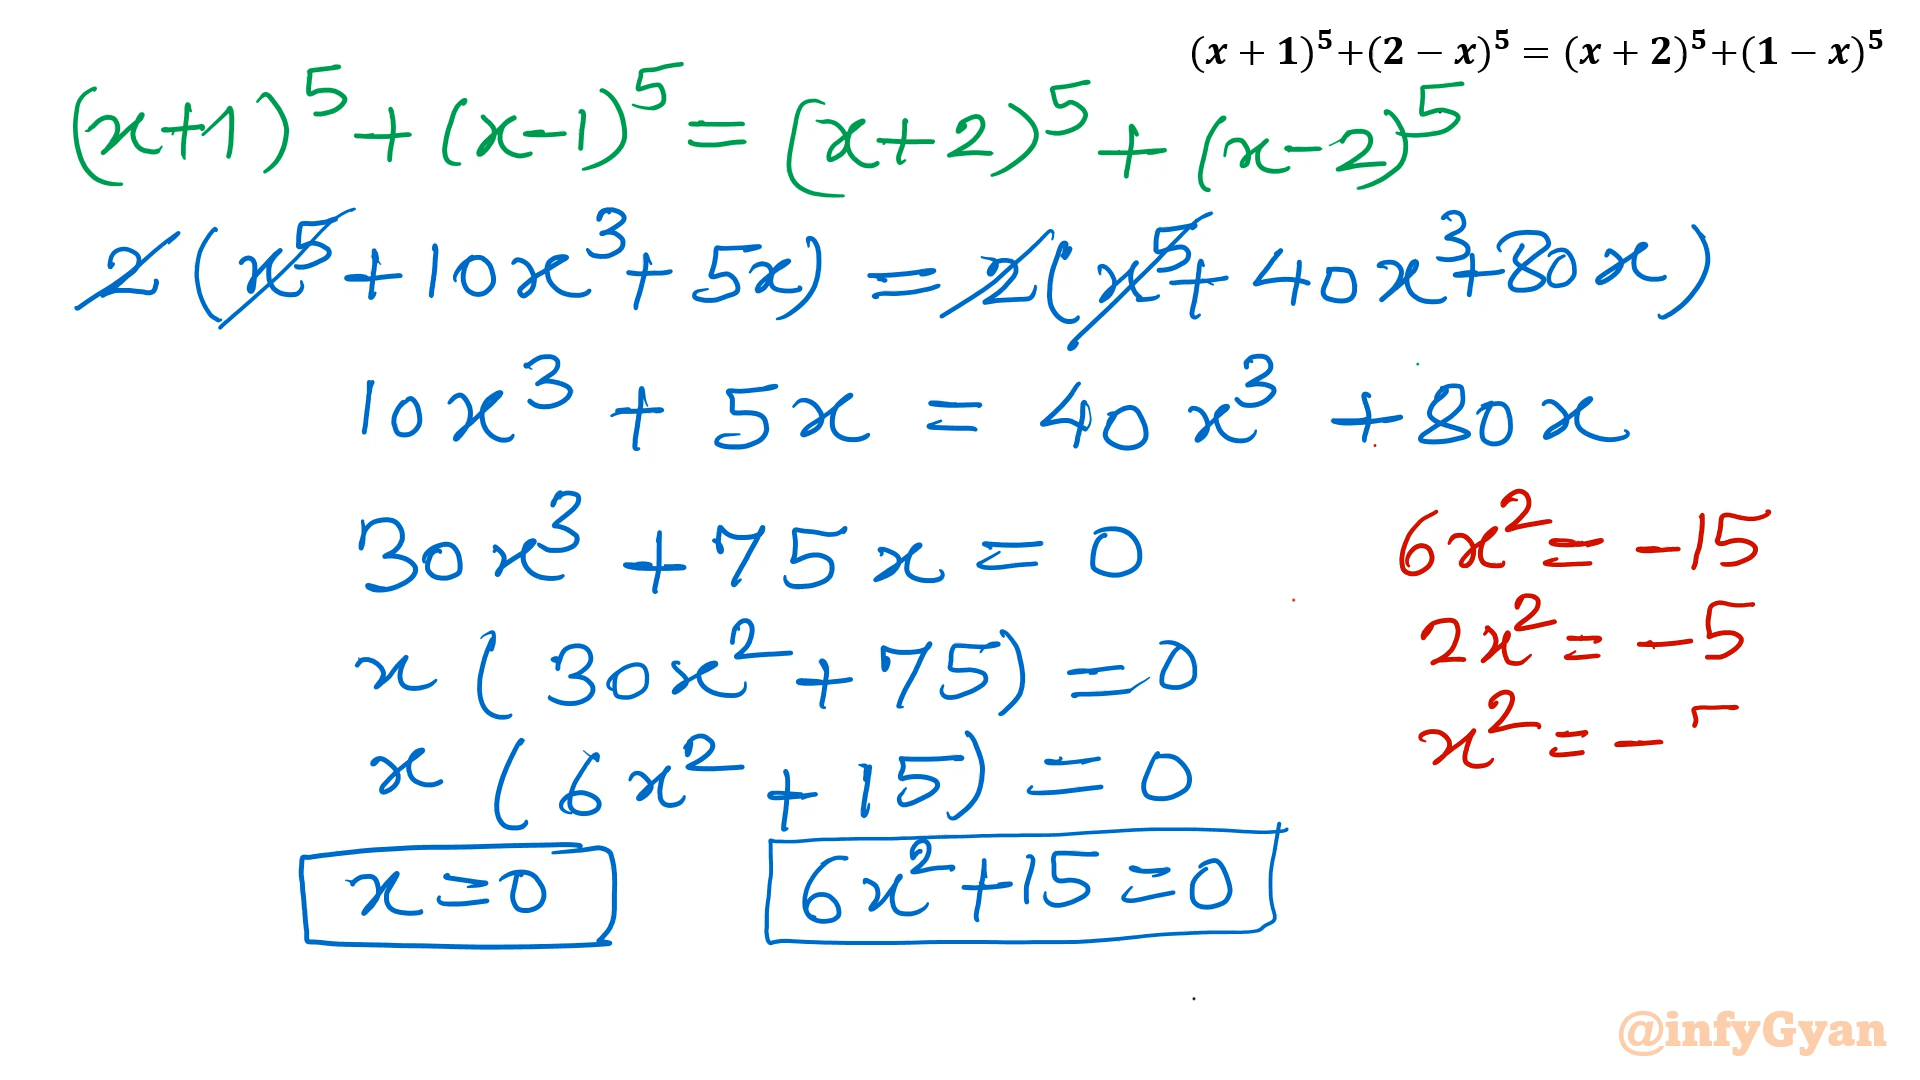 (x + 1)⁵+(2 − x)⁵ = (x + 2)⁵+(1 − x)⁵
(x+1)⁵ + (x-1)⁵ = (x+2)⁵ + (x-2)⁵
2(x⁵+10x³+5x) = 2(x⁵+40x³+80x)
10x³ + 5x = 40x³ +80x
30x³ +75x = 0
x(30x²+75) = 0
x(6x²+15) = 0
x=0 6x²+15=0
6x² = -15
2x² = -5
x² = -
@infyGyan